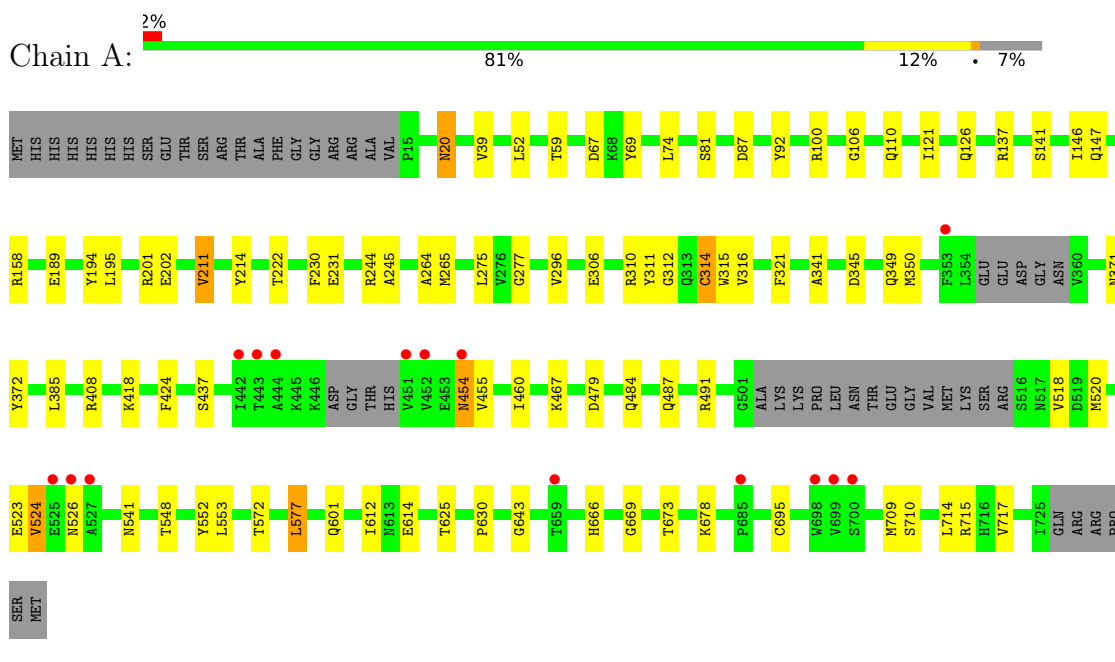 2%
Chain A:
81% 12% • 7%
MET HIS HIS HIS HIS HIS HIS SER GLU THR SER ARG THR ALA PHE GLY GLY ARG ARG ALA VAL P15 N20 V39 L52 T59 D67 K68 Y69 L74 S81 D87 Y92 R100 G106 Q110 I121 Q126 R137 S141 I146 Q147
R158 E189 Y194 L195 R201 E202 V211 Y214 T222 F230 E231 R244 A245 A264 M265 L275 V276 G277 V296 E306 R310 Y311 G312 Q313 C314 W315 V316 F321 A341 D345 Q349 M350 F353 L354 GLU GLU ASP GLY ASN V360 N371
Y372 L385 R408 K418 F424 S437 I442 T443 A444 K445 K446 ASP GLY THR HIS V451 V452 E453 N454 V455 I460 K467 D479 Q484 Q487 R491 G501 ALA LYS LYS PRO LEU ASN THR GLU GLY VAL MET LYS SER ARG S516 N517 V518 D519 M520
E523 V524 E525 N526 A527 N541 T548 Y552 L553 T572 L577 Q601 I612 N613 E614 T625 P630 G643 T659 H666 G669 T673 K678 P685 C695 W698 V699 S700 M709 S710 L714 R715 H716 V717 I725 GLN ARG ARG PRO
SER MET